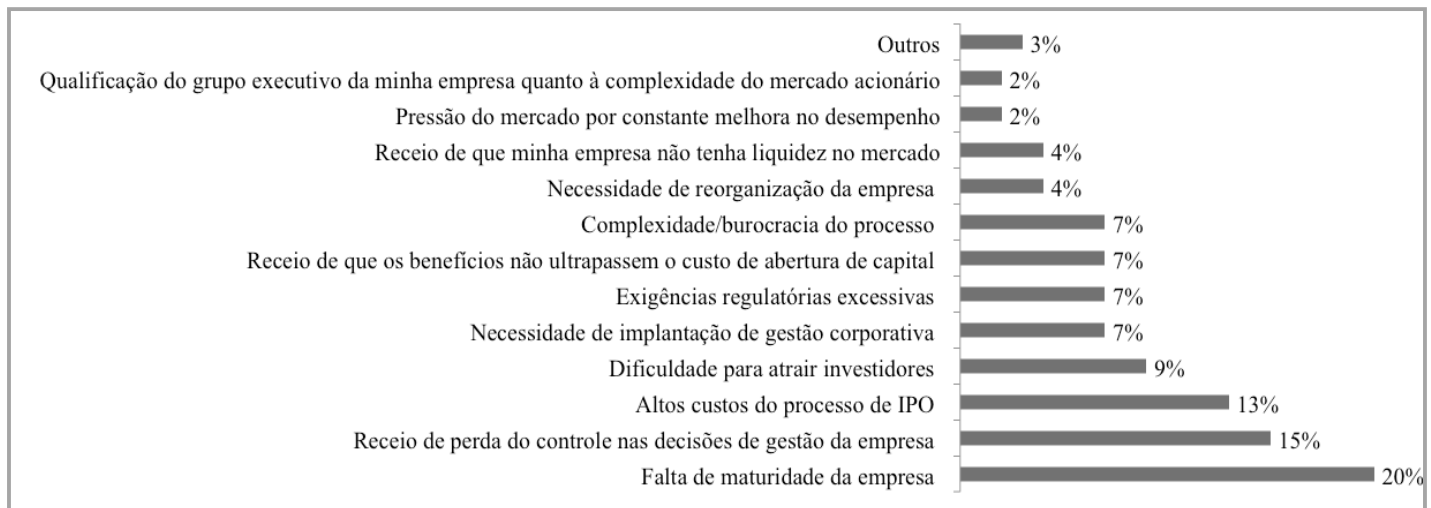 Outros 3%
Qualificação do grupo executivo da minha empresa quanto à complexidade do mercado acionário 2%
Pressão do mercado por constante melhora no desempenho 2%
Receio de que minha empresa não tenha liquidez no mercado 4%
Necessidade de reorganização da empresa 4%
Complexidade/burocracia do processo 7%
Receio de que os benefícios não ultrapassem o custo de abertura de capital 7%
Exigências regulatórias excessivas 7%
Necessidade de implantação de gestão corporativa 7%
Dificuldade para atrair investidores 9%
Altos custos do processo de IPO 13%
Receio de perda do controle nas decisões de gestão da empresa 15%
Falta de maturidade da empresa 20%